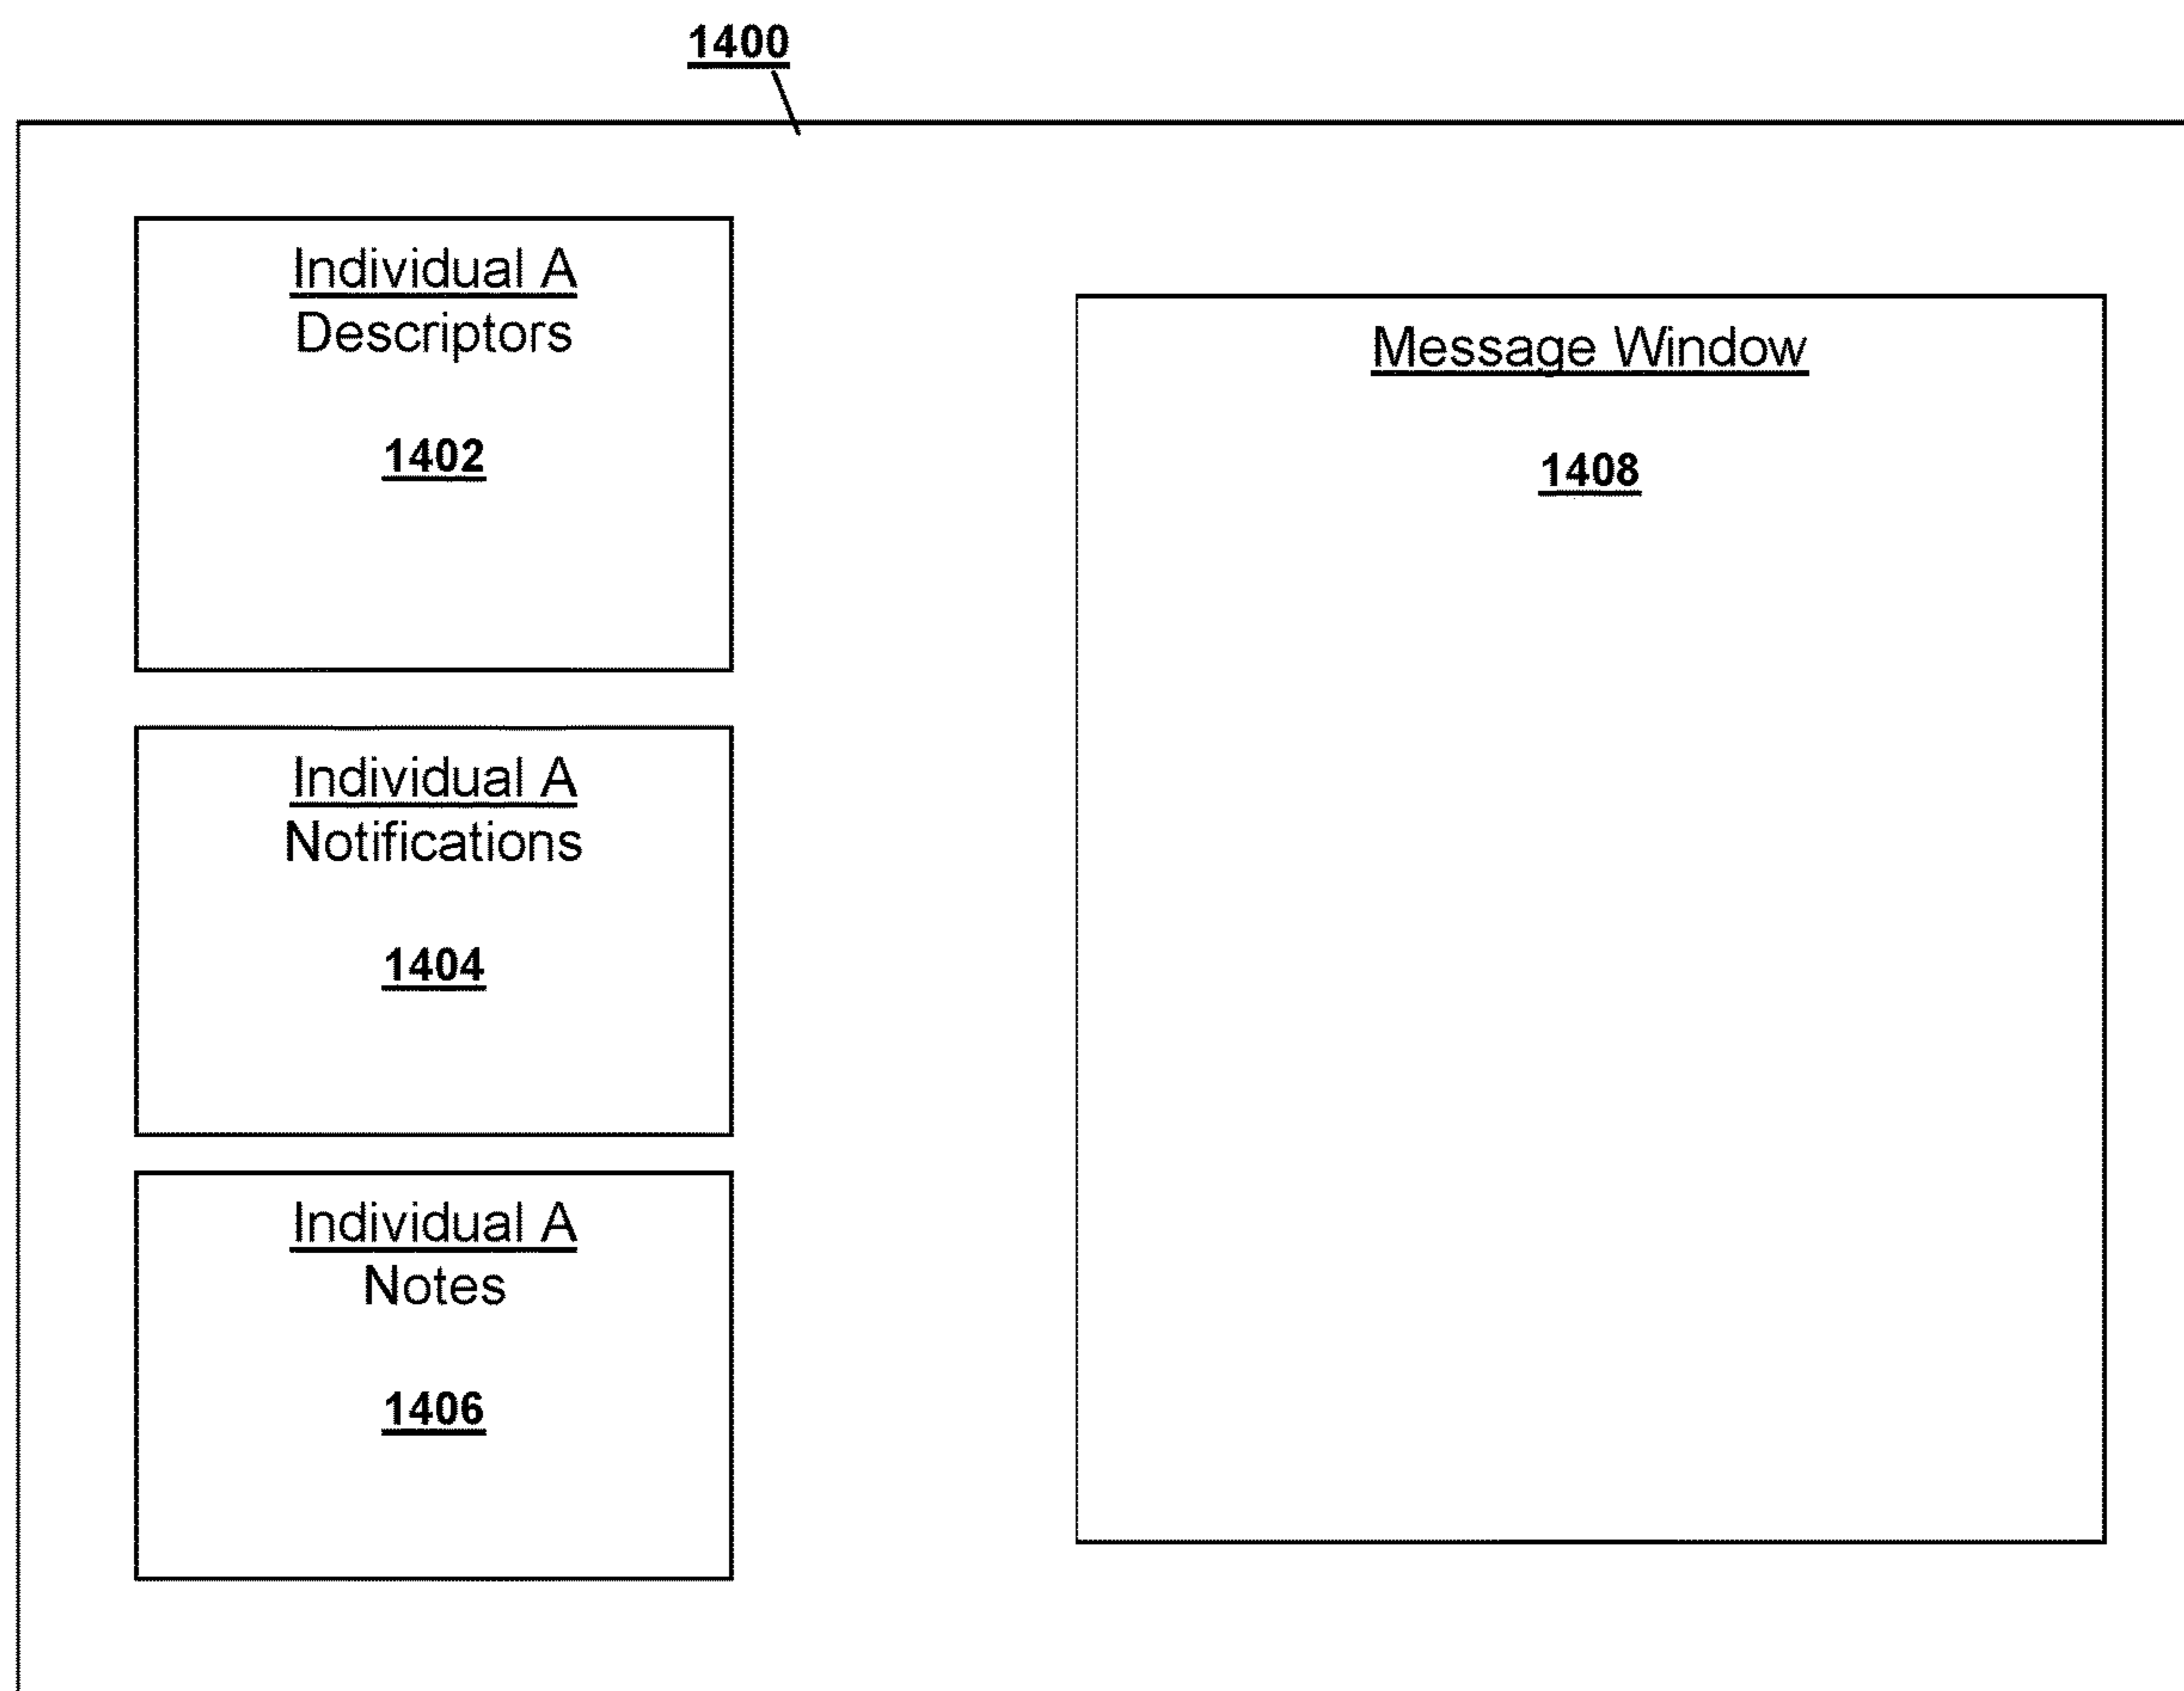 1400
Individual A
Descriptors
1402
Individual A
Notifications
1404
Individual A
Notes
1406
Message Window
1408